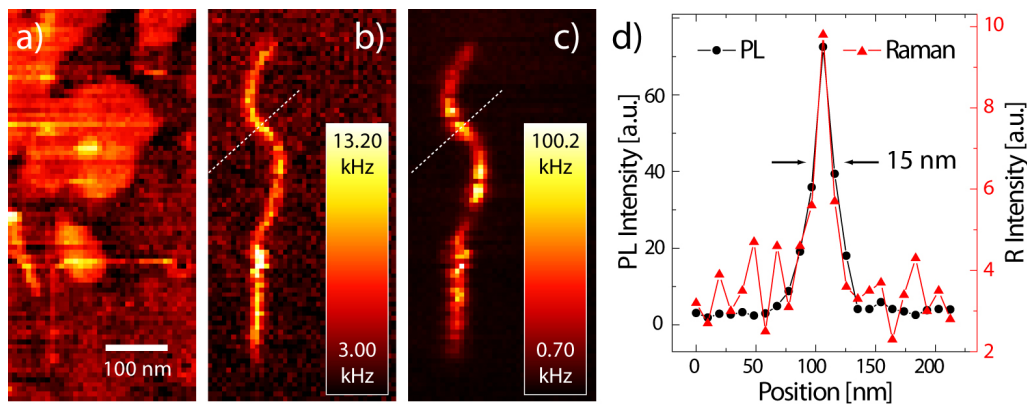 a)
100 nm
b)
13.20
kHz
3.00
kHz
c)
100.2
kHz
0.70
kHz
d)
PL
Raman
15 nm
PL Intensity [a.u.]
60
40
20
0
R Intensity [a.u.]
10
8
6
4
2
0 50 100 150 200
Position [nm]